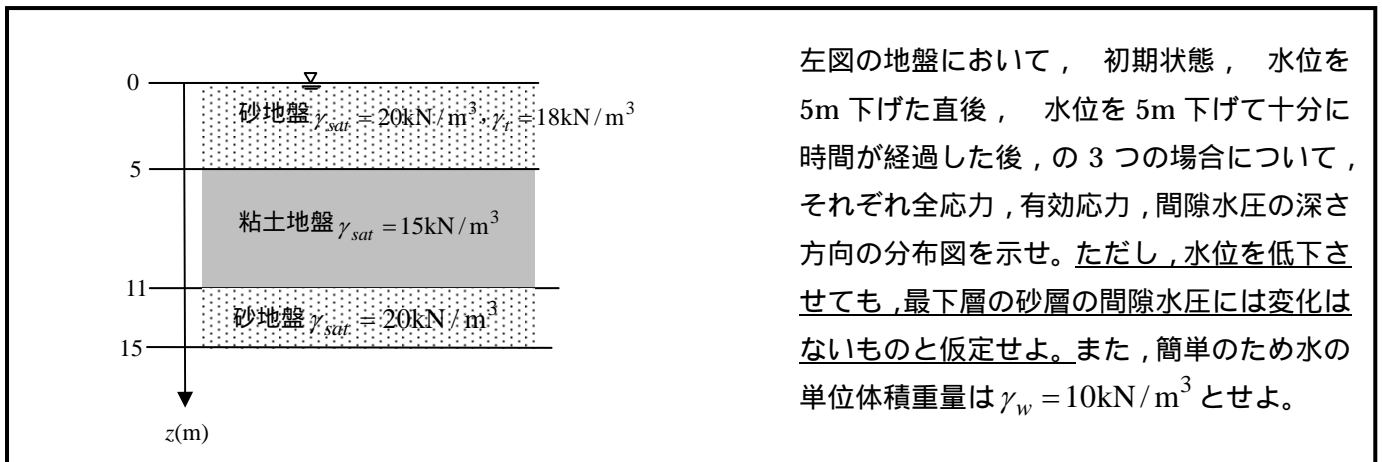 0
砂地盤 γsat = 20kN/m³, γt = 18kN/m³
5
粘土地盤 γsat = 15kN/m³
11
砂地盤 γsat = 20kN/m³
15
z(m)
左図の地盤において， 初期状態， 水位を
5m 下げた直後， 水位を 5m 下げて十分に
時間が経過した後，の 3 つの場合について，
それぞれ全応力，有効応力，間隙水圧の深さ
方向の分布図を示せ。ただし，水位を低下さ
せても，最下層の砂層の間隙水圧には変化は
ないものと仮定せよ。また，簡単のため水の
単位体積重量は γw = 10kN/m³ とせよ。